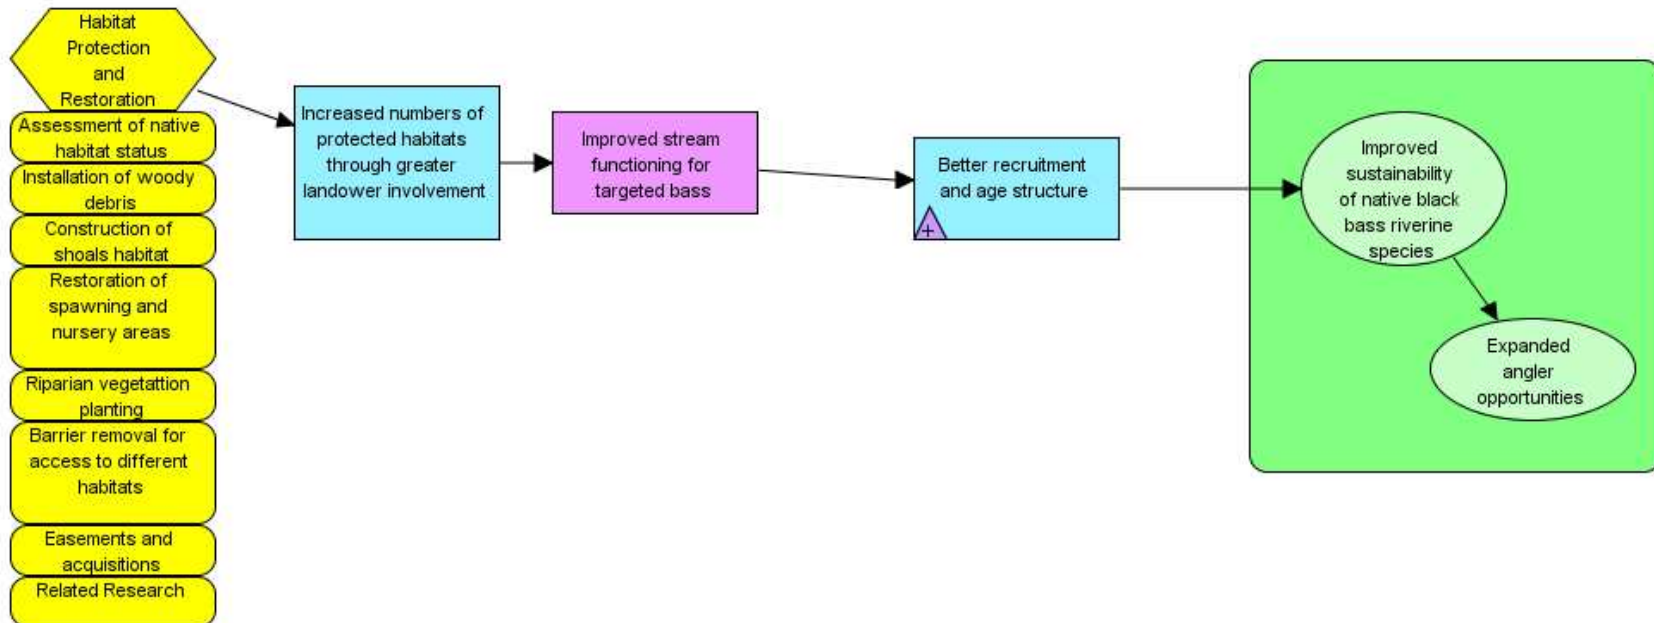 Habitat
Protection
and
Restoration
Assessment of native
habitat status
Installation of woody
debris
Construction of
shoals habitat
Restoration of
spawning and
nursery areas
Riparian vegetattion
planting
Barrier removal for
access to different
habitats
Easements and
acquisitions
Related Research
Increased numbers of
protected habitats
through greater
landower involvement
Improved stream
functioning for
targeted bass
Better recruitment
and age structure
+
Improved
sustainability
of native black
bass riverine
species
Expanded
angler
opportunities